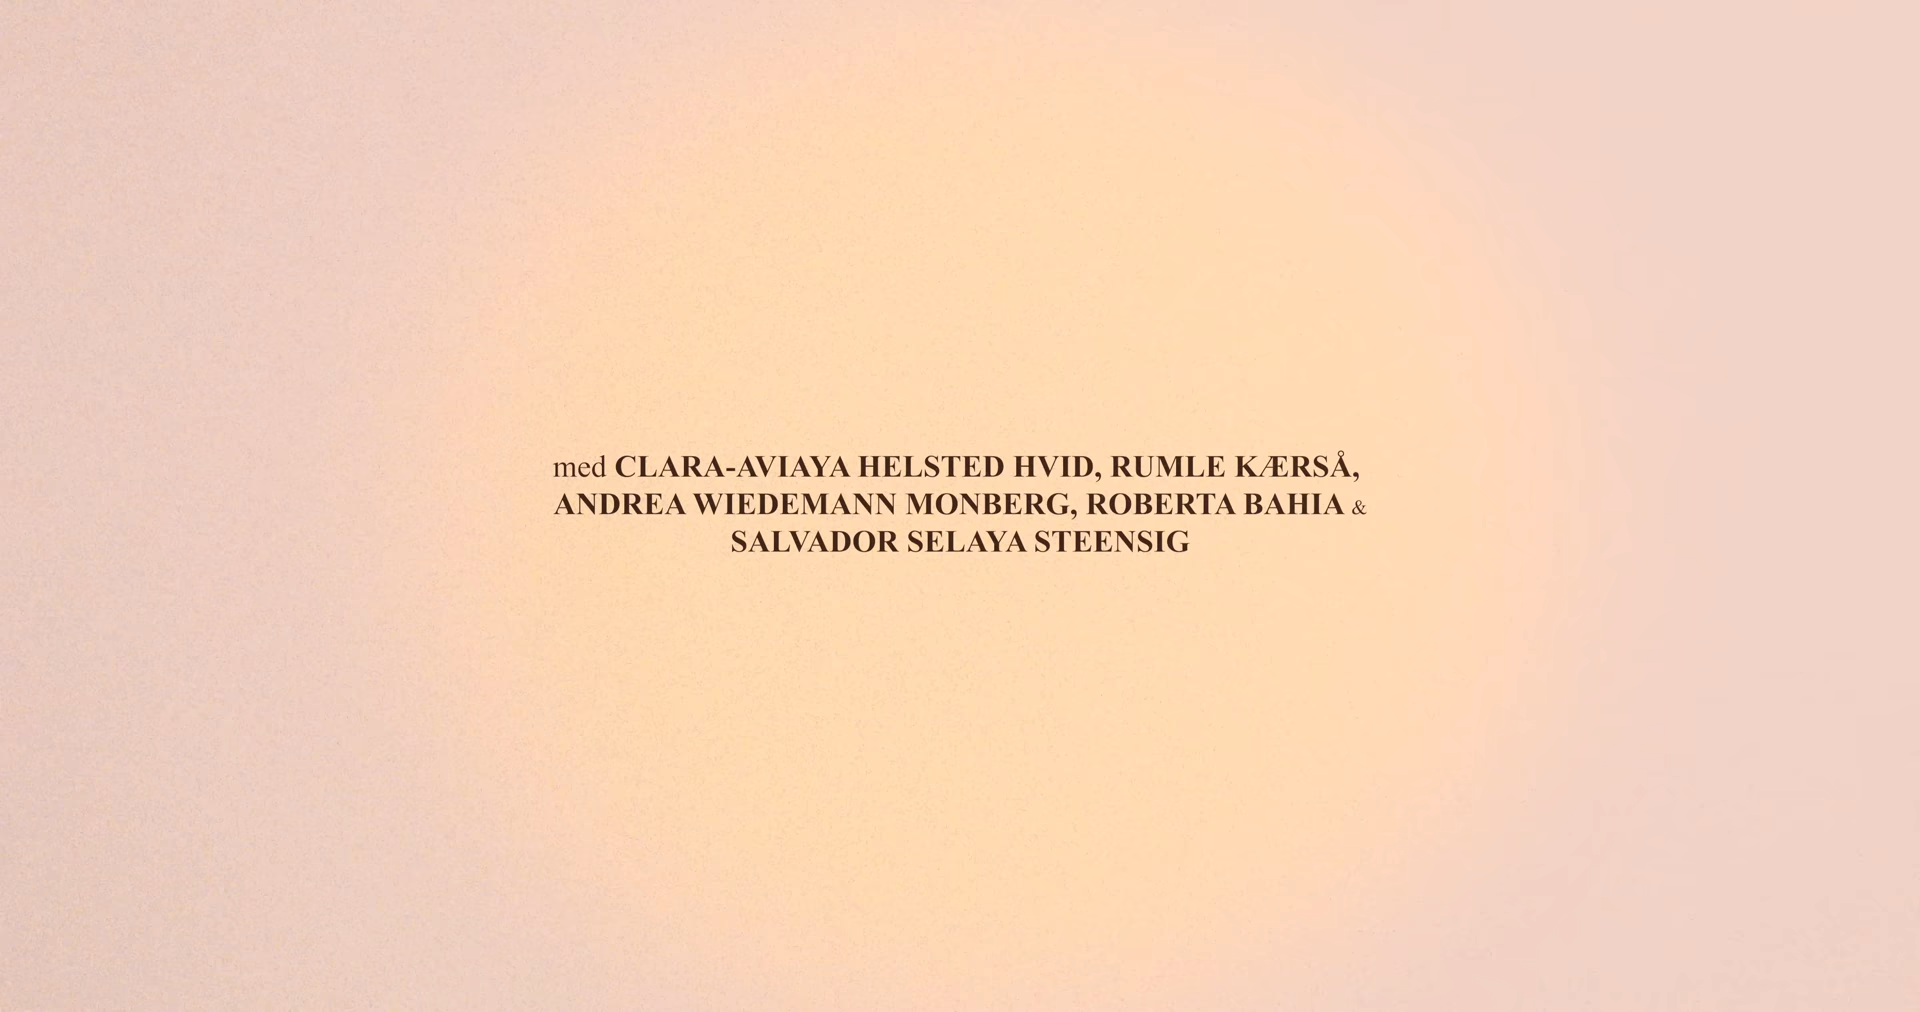 med CLARA-AVIAYA HELSTED HVID, RUMLE KÆRSÅ,
ANDREA WIEDEMANN MONBERG, ROBERTA BAHIA &
SALVADOR SELAYA STEENSIG